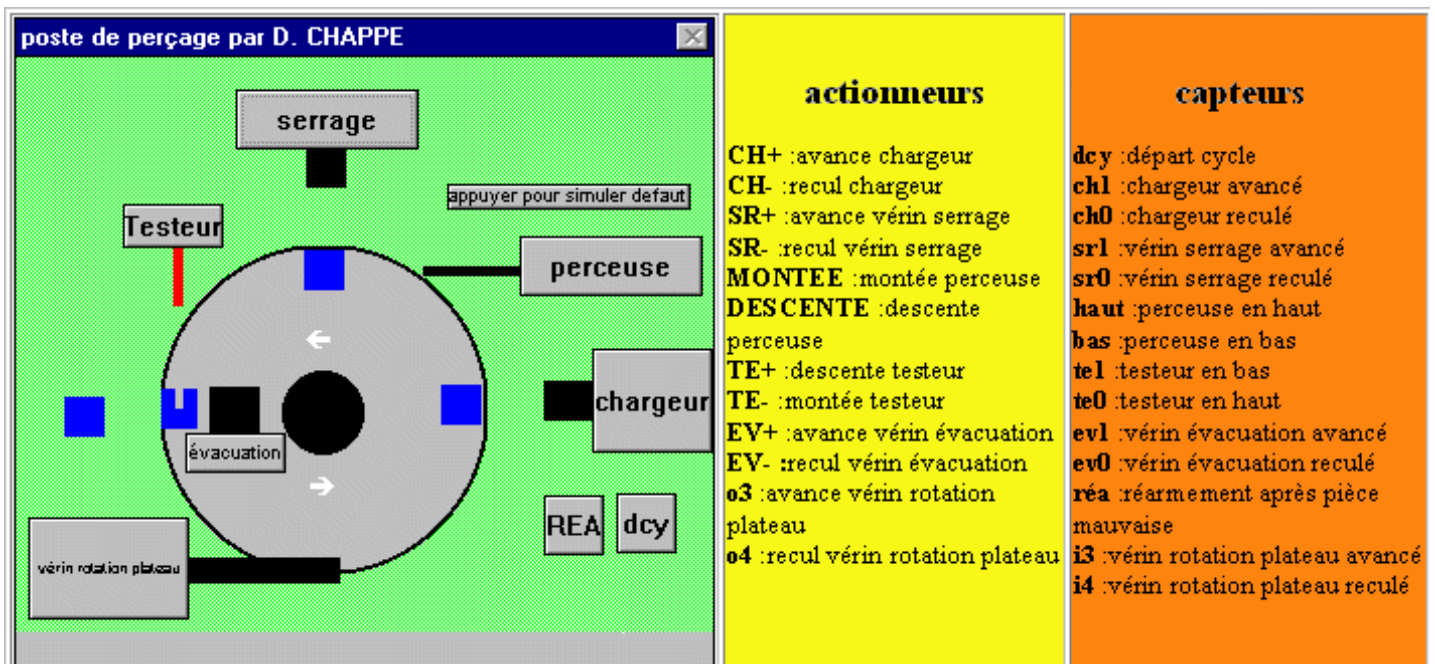 poste de perçage par D. CHAPPE
serrage
appuyer pour simuler defaut
Testeur
perceuse
chargeur
évacuation
REA
dcy
vérin rotation plateau
actionneurs
CH+ :avance chargeur
CH- :recul chargeur
SR+ :avance vérin serrage
SR- :recul vérin serrage
MONTEE :montée perceuse
DESCENTE :descente
perceuse
TE+ :descente testeur
TE- :montée testeur
EV+ :avance vérin évacuation
EV- :recul vérin évacuation
o3 :avance vérin rotation
plateau
o4 :recul vérin rotation plateau
capteurs
dcy :départ cycle
ch1 :chargeur avancé
ch0 :chargeur reculé
sr1 :vérin serrage avancé
sr0 :vérin serrage reculé
haut :perceuse en haut
bas :perceuse en bas
te1 :testeur en bas
te0 :testeur en haut
ev1 :vérin évacuation avancé
ev0 :vérin évacuation reculé
réa :réarmement après pièce
mauvaise
i3 :vérin rotation plateau avancé
i4 :vérin rotation plateau reculé